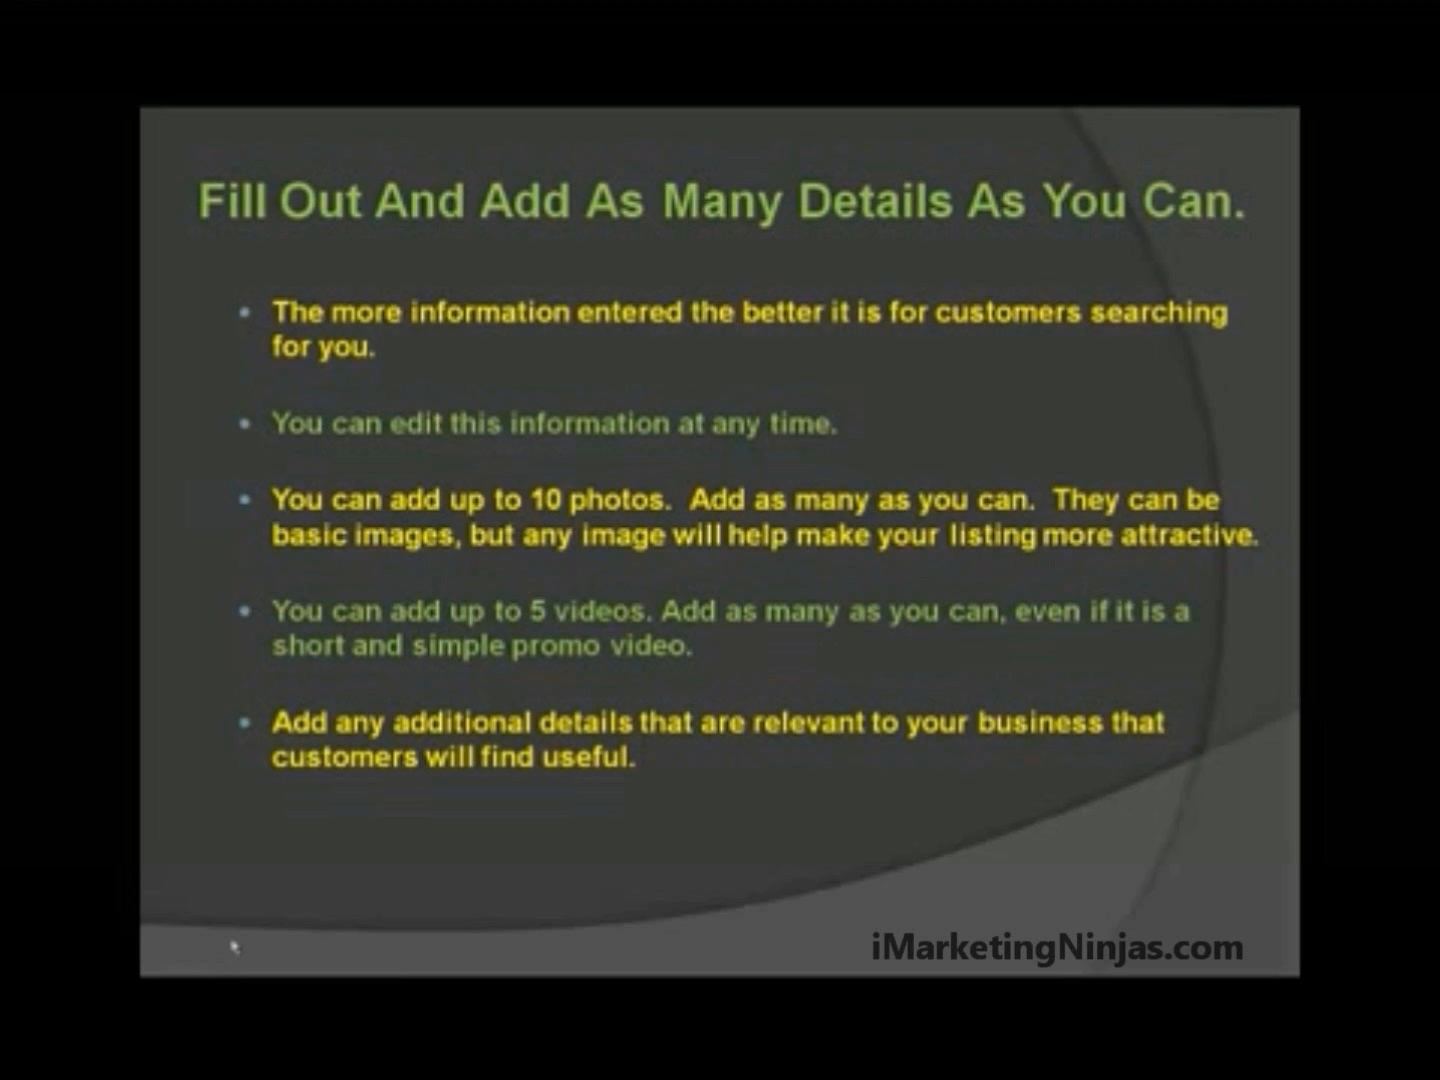 Fill Out And Add As Many Details As You Can.
• The more information entered the better it is for customers searching
for you.
• You can edit this information at any time.
• You can add up to 10 photos.  Add as many as you can.  They can be
basic images, but any image will help make your listing more attractive.
• You can add up to 5 videos. Add as many as you can, even if it is a
short and simple promo video.
• Add any additional details that are relevant to your business that
customers will find useful.
iMarketingNinjas.com